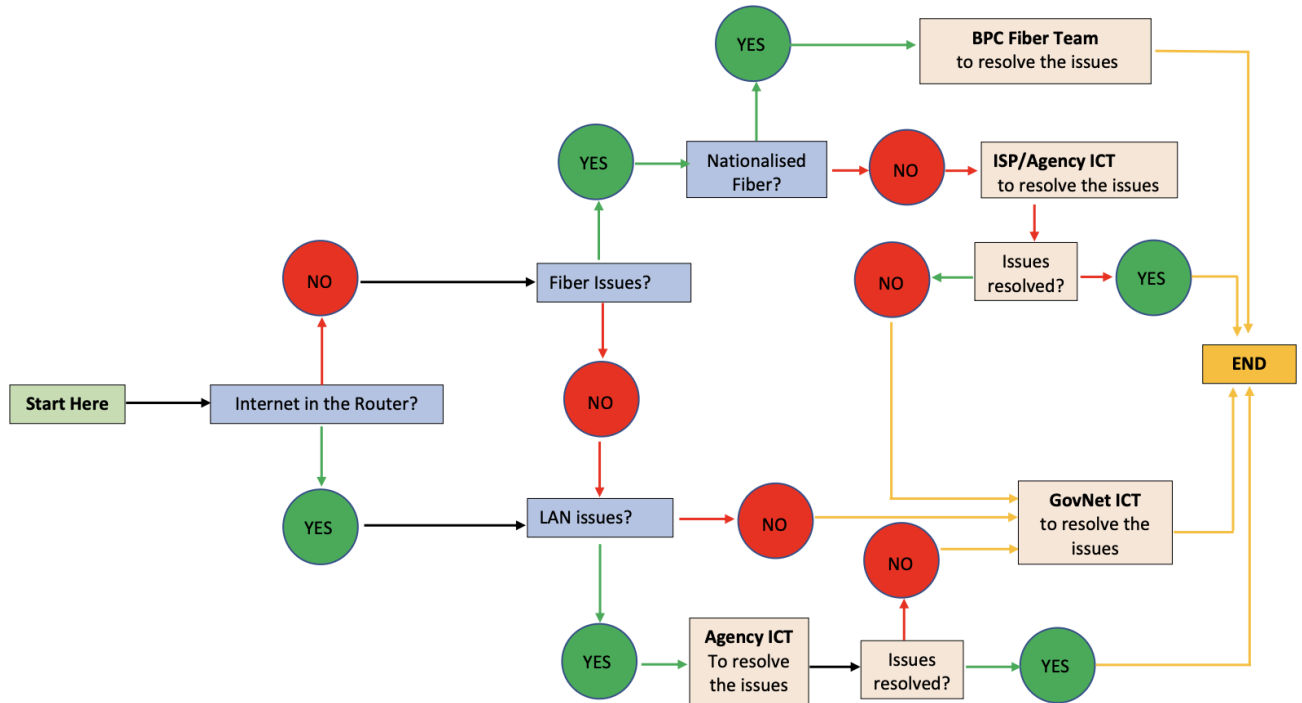 YES
BPC Fiber Team
to resolve the issues
YES
Nationalised
Fiber?
NO
ISP/Agency ICT
to resolve the issues
NO
Fiber Issues?
NO
Issues
resolved?
YES
END
Start Here
Internet in the Router?
NO
YES
LAN issues?
NO
NO
GovNet ICT
to resolve the
issues
YES
Agency ICT
To resolve
the issues
Issues
resolved?
YES